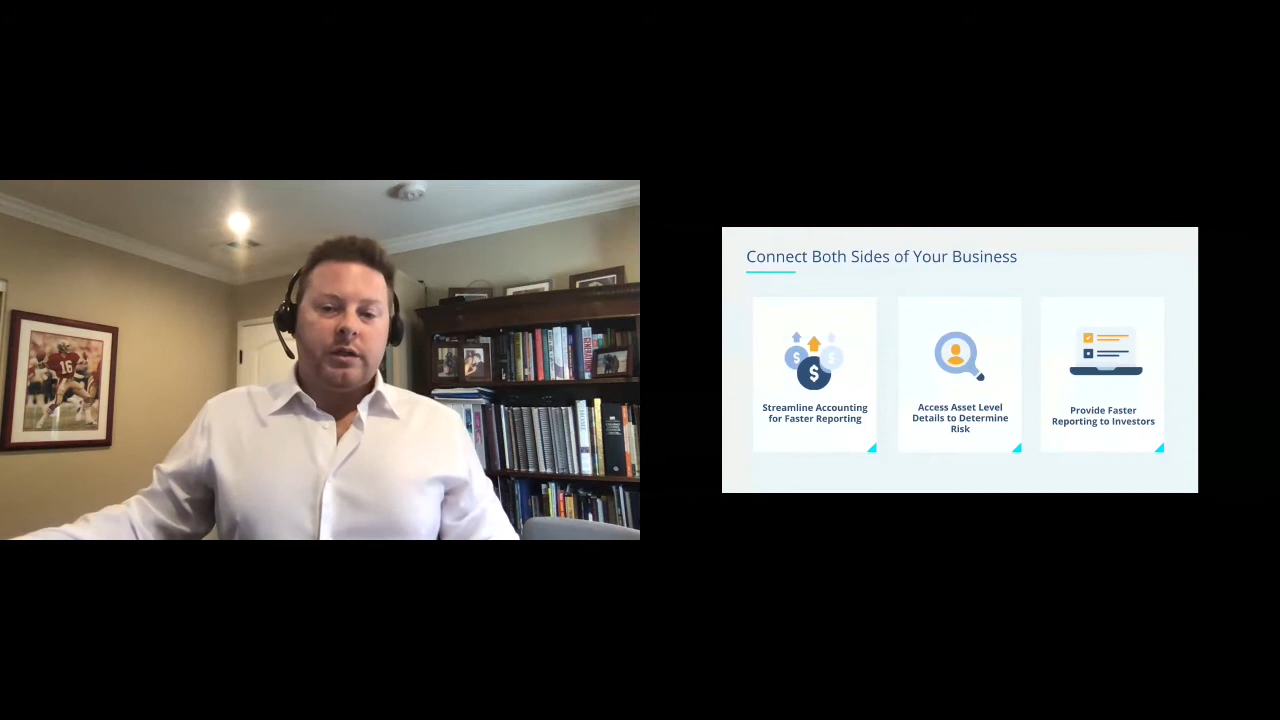 Connect Both Sides of Your Business
Streamline Accounting
for Faster Reporting
Access Asset Level
Details to Determine
Risk
Provide Faster
Reporting to Investors
16